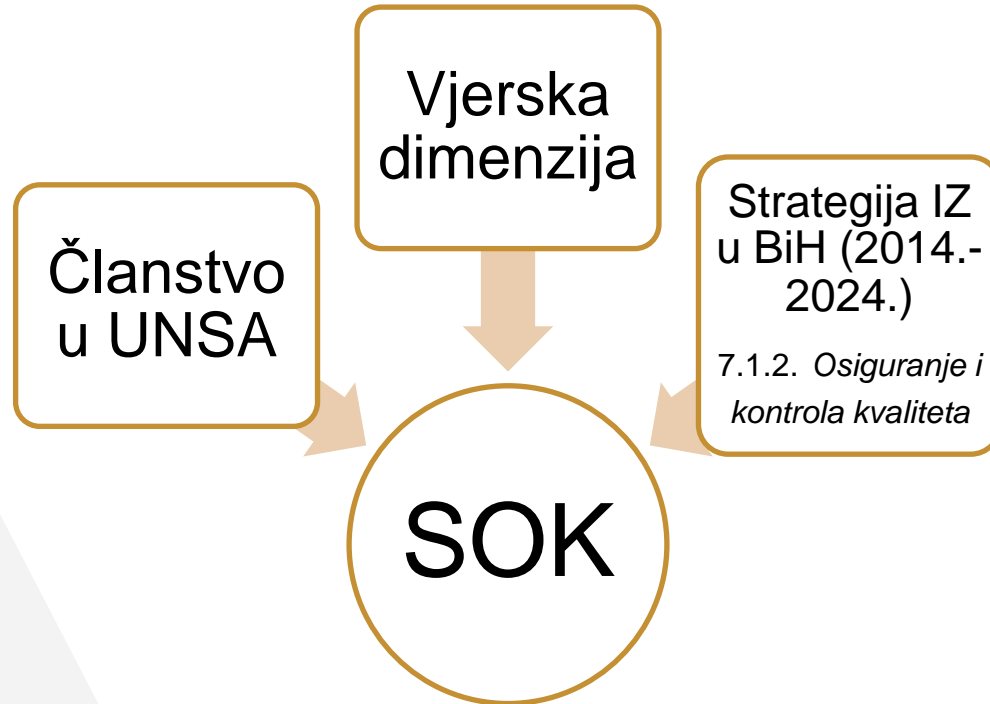 Vjerska
dimenzija
Članstvo
u UNSA
Strategija IZ
u BiH (2014.-
2024.)
7.1.2. Osiguranje i
kontrola kvaliteta
SOK